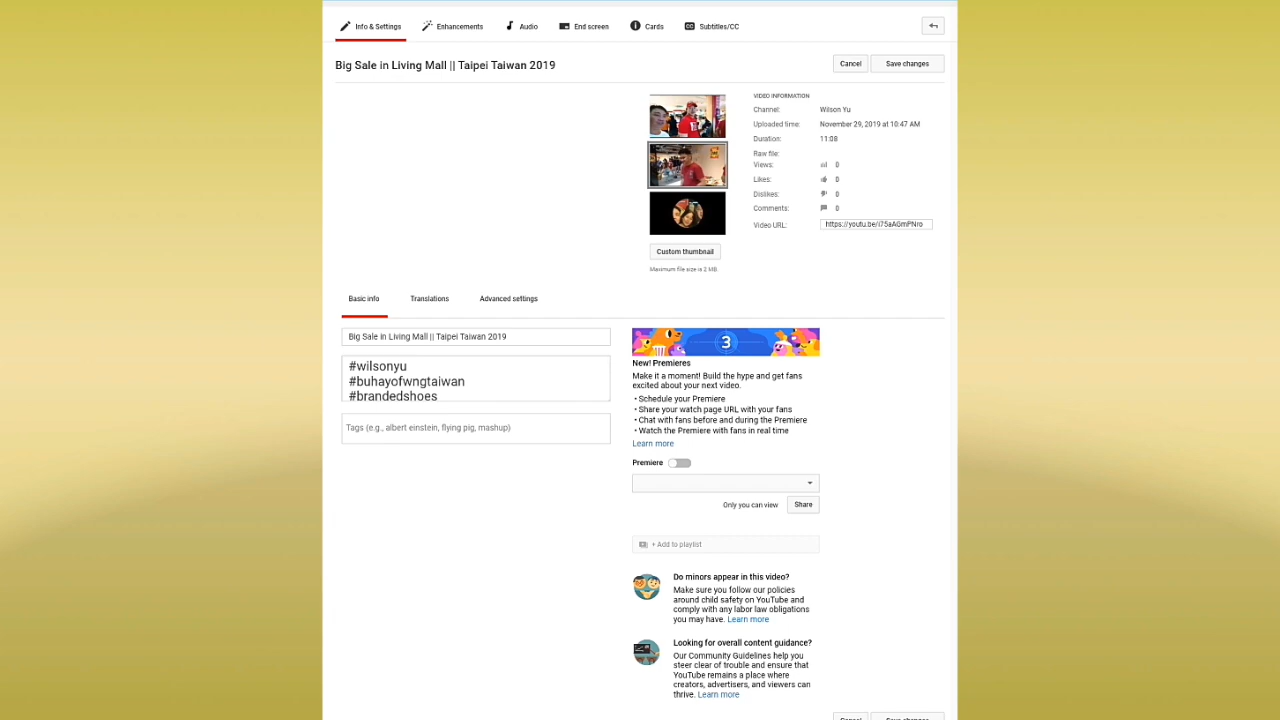 Info & Settings
Enhancements
Audio
End screen
Cards
Subtitles/CC
Big Sale in Living Mall || Taipei Taiwan 2019
Cancel
Save changes
VIDEO INFORMATION
Channel: Wilson Yu
Uploaded time: November 29, 2019 at 10:47 AM
Duration: 11:08
Raw file:
Views: 0
Likes: 0
Dislikes: 0
Comments: 0
Video URL: https://youtu.be/i75aAGmPNro
Custom thumbnail
Maximum file size is 2 MB.
Basic info
Translations
Advanced settings
Big Sale in Living Mall || Taipei Taiwan 2019
#wilsonyu
#buhayofwngtaiwan
#brandedshoes
Tags (e.g., albert einstein, flying pig, mashup)
3
New! Premieres
Make it a moment! Build the hype and get fans
excited about your next video.
• Schedule your Premiere
• Share your watch page URL with your fans
• Chat with fans before and during the Premiere
• Watch the Premiere with fans in real time
Learn more
Premiere
Only you can view
Share
+ Add to playlist
Do minors appear in this video?
Make sure you follow our policies
around child safety on YouTube and
comply with any labor law obligations
you may have. Learn more
Looking for overall content guidance?
Our Community Guidelines help you
steer clear of trouble and ensure that
YouTube remains a place where
creators, advertisers, and viewers can
thrive. Learn more
Cancel
Save changes